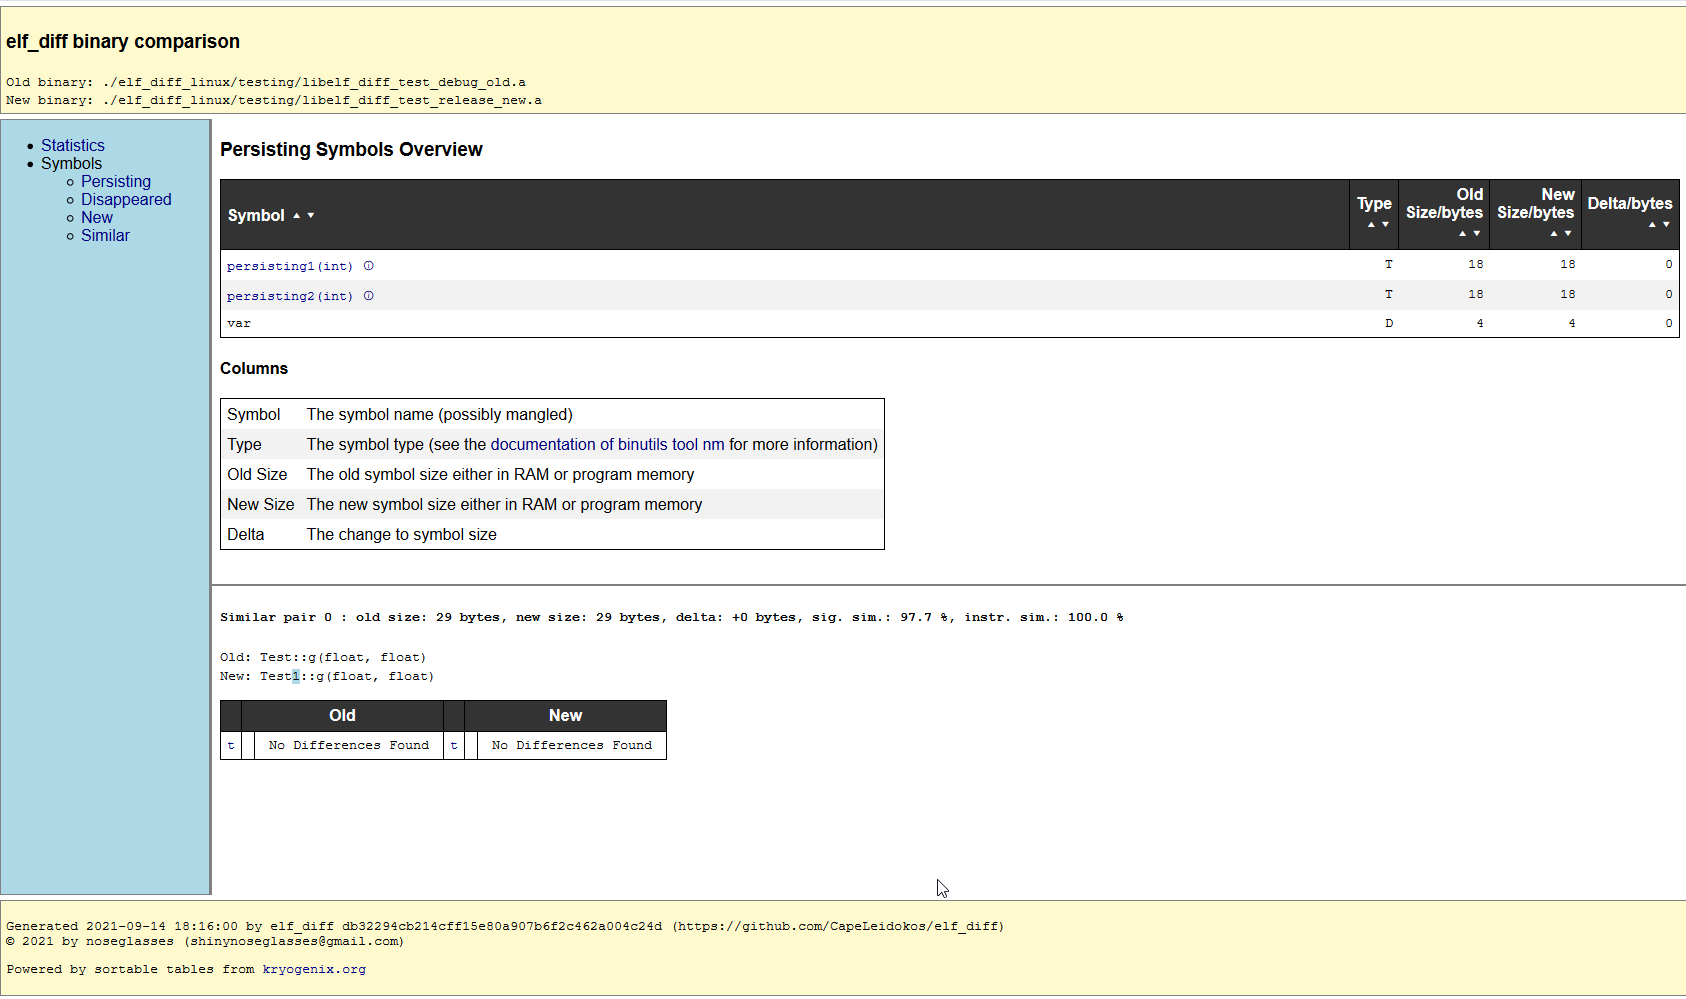 elf_diff binary comparison
Old binary: ./elf_diff_linux/testing/libelf_diff_test_debug_old.a
New binary: ./elf_diff_linux/testing/libelf_diff_test_release_new.a
Statistics
Symbols
Persisting
Disappeared
New
Similar
Persisting Symbols Overview
Symbol ▲ ▼ Type ▲ ▼ Old Size/bytes ▲ ▼ New Size/bytes ▲ ▼ Delta/bytes ▲ ▼
persisting1(int) ⓘ T 18 18 0
persisting2(int) ⓘ T 18 18 0
var D 4 4 0
Columns
Symbol The symbol name (possibly mangled)
Type The symbol type (see the documentation of binutils tool nm for more information)
Old Size The old symbol size either in RAM or program memory
New Size The new symbol size either in RAM or program memory
Delta The change to symbol size
Similar pair 0 : old size: 29 bytes, new size: 29 bytes, delta: +0 bytes, sig. sim.: 97.7 %, instr. sim.: 100.0 %
Old: Test::g(float, float)
New: Test1::g(float, float)
Old New
t No Differences Found t No Differences Found
Generated 2021-09-14 18:16:00 by elf_diff db32294cb214cff15e80a907b6f2c462a004c24d (https://github.com/CapeLeidokos/elf_diff)
© 2021 by noseglasses (shinynoseglasses@gmail.com)
Powered by sortable tables from kryogenix.org